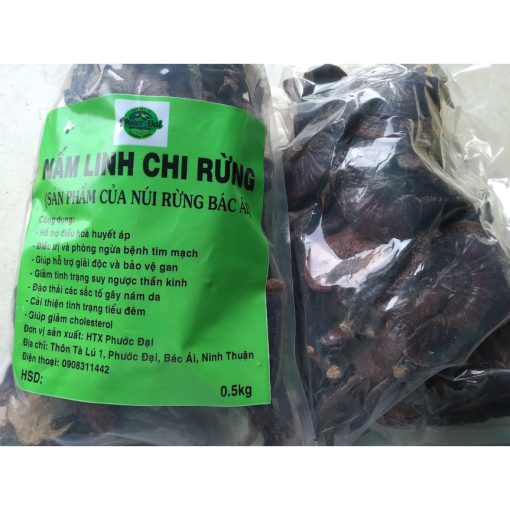 Phước Đại
NẤM LINH CHI RỪNG
(SẢN PHẨM CỦA NÚI RỪNG BÁC ÁI)
Công dụng:
- Hỗ trợ điều hoà huyết áp
- Điều trị và phòng ngừa bệnh tim mạch
- Giúp hỗ trợ giải độc và bảo vệ gan
- Giảm tình trạng suy ngược thần kinh
- Đào thải các sắc tố gây nám da
- Cải thiện tình trạng tiểu đêm
- Giúp giảm cholesterol
Đơn vị sản xuất: HTX Phước Đại
Địa chỉ: Thôn Tà Lú 1, Phước Đại, Bác Ái, Ninh Thuận
Điện thoại: 0908311442
HSD: 0.5kg